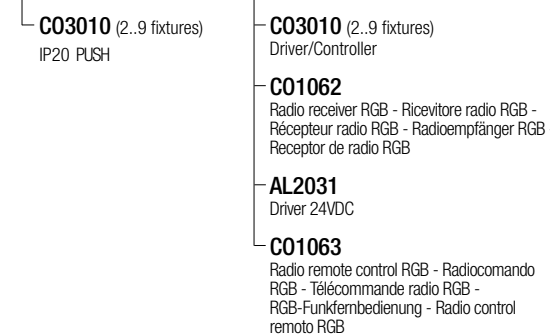 CO3010 (2..9 fixtures)
IP20 PUSH
CO3010 (2..9 fixtures)
Driver/Controller
CO1062
Radio receiver RGB - Ricevitore radio RGB -
Récepteur radio RGB - Radioempfänger RGB
Receptor de radio RGB
AL2031
Driver 24VDC
CO1063
Radio remote control RGB - Radiocomando
RGB - Télécommande radio RGB -
RGB-Funkfernbedienung - Radio control
remoto RGB